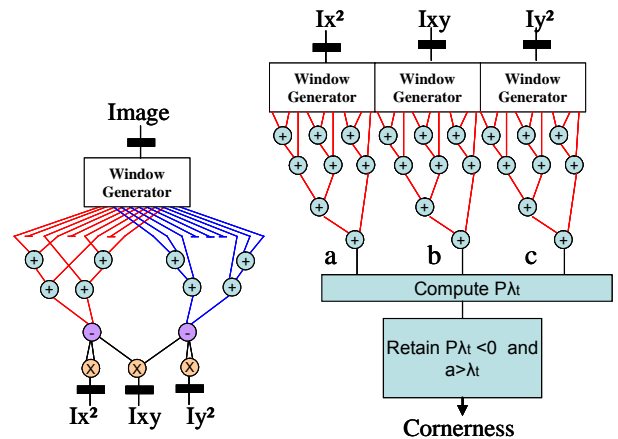 Ix² Ixy Iy²
Window Generator Window Generator Window Generator
Image
Window Generator
+ + + + + + + + +
+ + + + + + + + +
+ + +
+ + +
+ + + +
+ + + +
a b c
Compute Pλt
- -
Retain Pλt <0 and
a>λt
X X X
Ix² Ixy Iy²
Cornerness